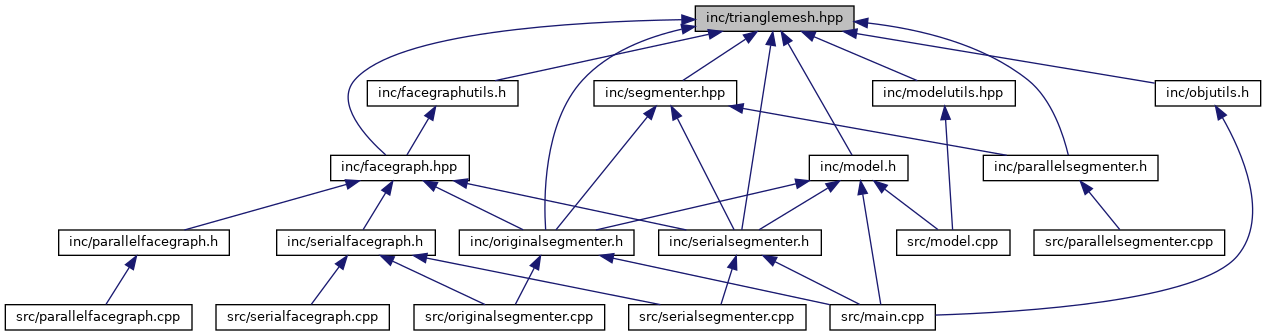 inc/trianglemesh.hpp
inc/facegraphutils.h
inc/segmenter.hpp
inc/modelutils.hpp
inc/objutils.h
inc/facegraph.hpp
inc/model.h
inc/parallelsegmenter.h
inc/parallelfacegraph.h
inc/serialfacegraph.h
inc/originalsegmenter.h
inc/serialsegmenter.h
src/model.cpp
src/parallelsegmenter.cpp
src/parallelfacegraph.cpp
src/serialfacegraph.cpp
src/originalsegmenter.cpp
src/serialsegmenter.cpp
src/main.cpp